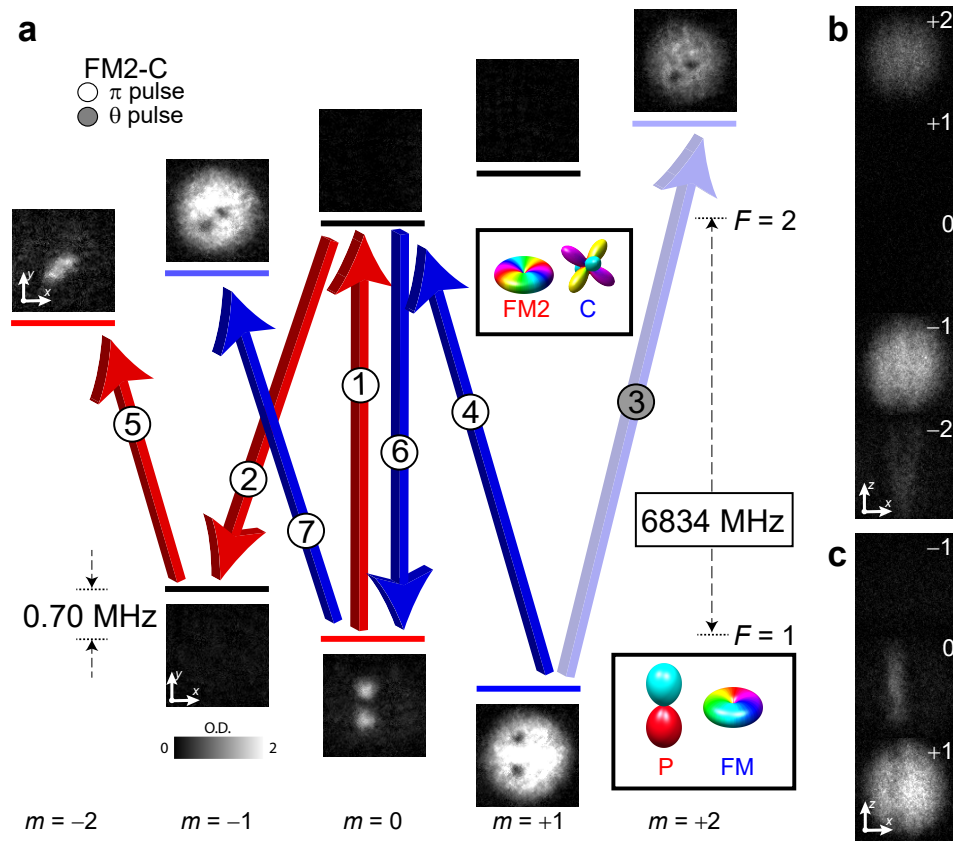 a
FM2-C
π pulse
θ pulse
F = 2
FM2
C
1
2
3
4
5
6
7
6834 MHz
0.70 MHz
F = 1
y
x
y
x
O.D.
0
2
P
FM
m = −2
m = −1
m = 0
m = +1
m = +2
b
+2
+1
0
−1
−2
z
x
c
−1
0
+1
z
x